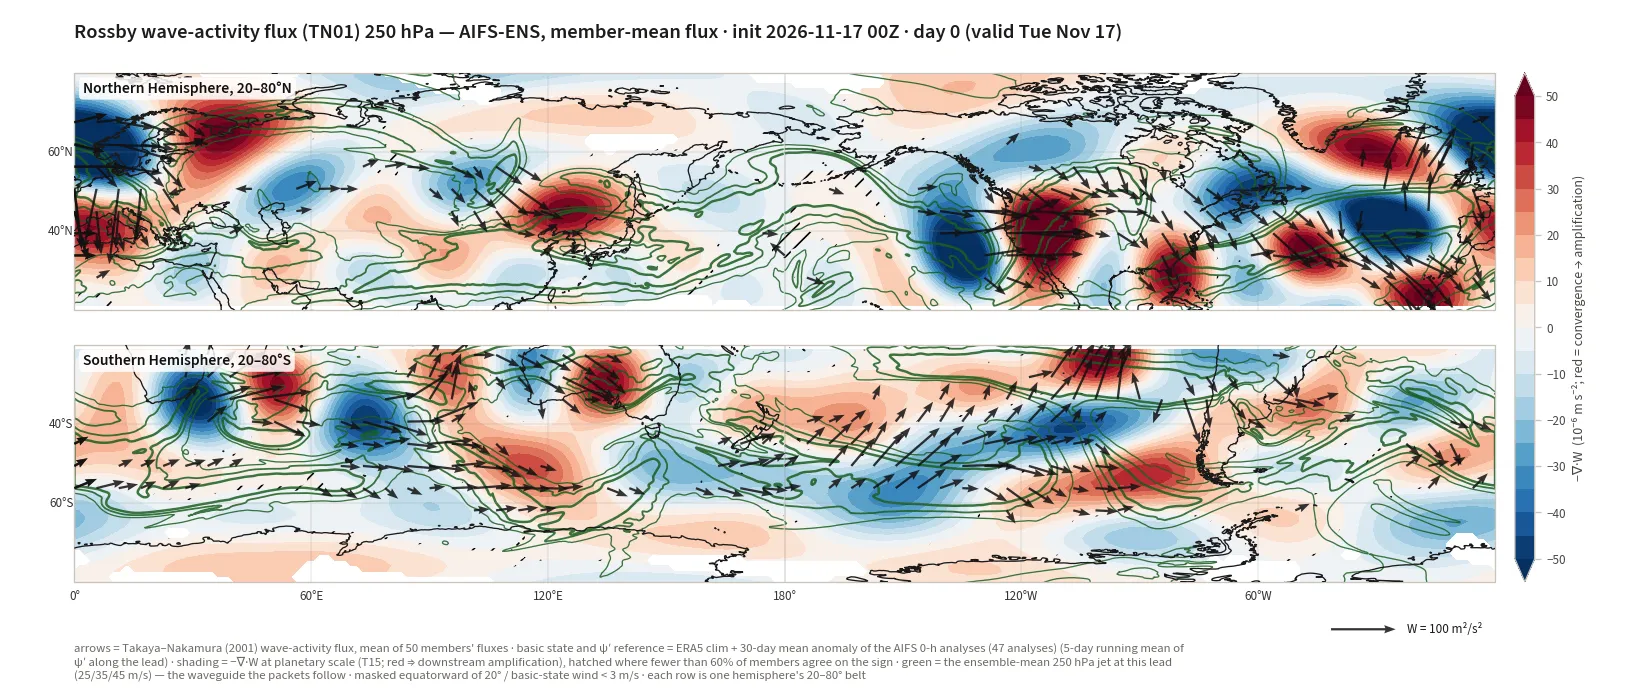 Rossby wave-activity flux (TN01) 250 hPa — AIFS-ENS, member-mean flux · init 2026-11-17 00Z · day 0 (valid Tue Nov 17)
Northern Hemisphere, 20–80°N
60°N
40°N
Southern Hemisphere, 20–80°S
40°S
60°S
0°
60°E
120°E
180°
120°W
60°W
50
40
30
20
10
0
−10
−20
−30
−40
−50
−∇·W (10⁻⁶ m s⁻²; red = convergence → amplification)
W = 100 m²/s²
arrows = Takaya–Nakamura (2001) wave-activity flux, mean of 50 members' fluxes · basic state and ψ' reference = ERA5 clim + 30-day mean anomaly of the AIFS 0-h analyses (47 analyses) (5-day running mean of
ψ' along the lead) · shading = −∇·W at planetary scale (T15; red ⇒ downstream amplification), hatched where fewer than 60% of members agree on the sign · green = the ensemble-mean 250 hPa jet at this lead
(25/35/45 m/s) — the waveguide the packets follow · masked equatorward of 20° / basic-state wind < 3 m/s · each row is one hemisphere's 20–80° belt